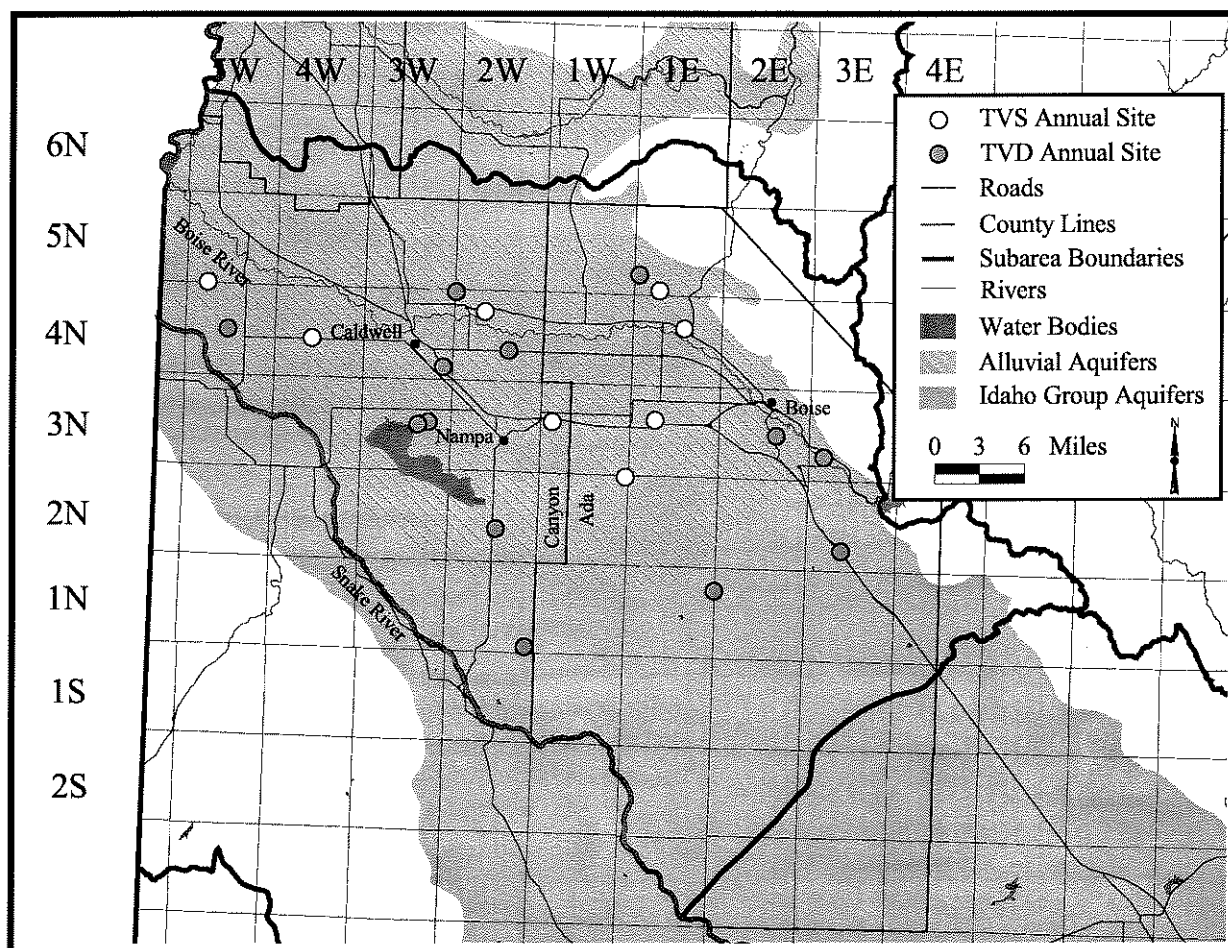 4W
3W
2W
1W
1E
2E
3E
4E
6N
5N
4N
3N
2N
1N
1S
2S
Boise River
Caldwell
Nampa
Boise
Canyon
Ada
Snake River
TVS Annual Site
TVD Annual Site
Roads
County Lines
Subarea Boundaries
Rivers
Water Bodies
Alluvial Aquifers
Idaho Group Aquifers
N
0 3 6 Miles